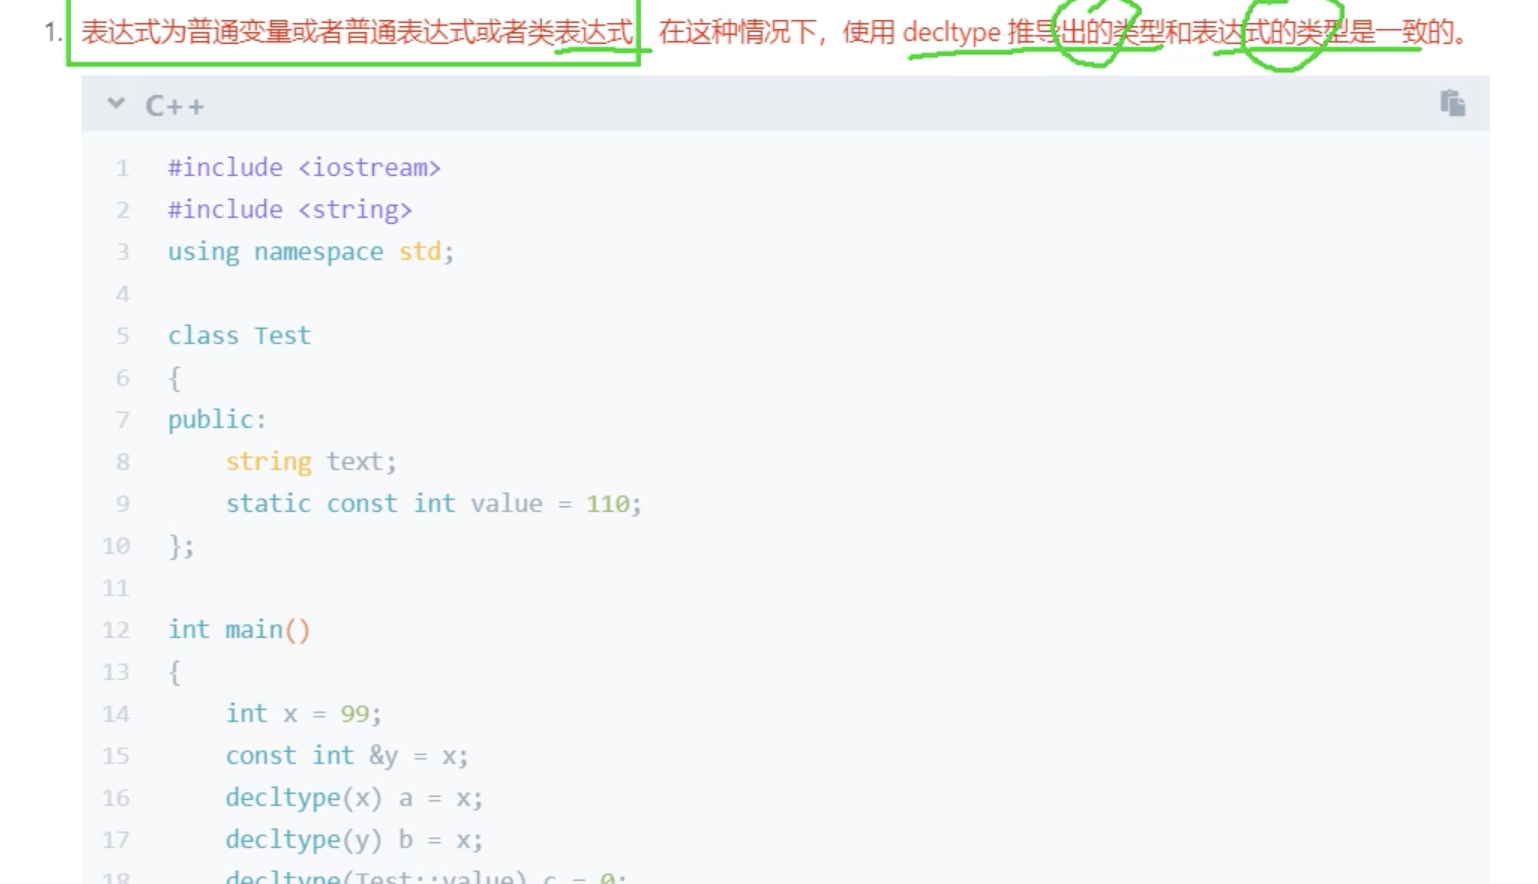 1. 表达式为普通变量或者普通表达式或者类表达式，在这种情况下，使用 decltype 推导出的类型和表达式的类型是一致的。
C++
1 #include <iostream>
2 #include <string>
3 using namespace std;
4
5 class Test
6 {
7 public:
8 string text;
9 static const int value = 110;
10 };
11
12 int main()
13 {
14 int x = 99;
15 const int &y = x;
16 decltype(x) a = x;
17 decltype(y) b = x;
18 decltype(Test::value) c = 0;